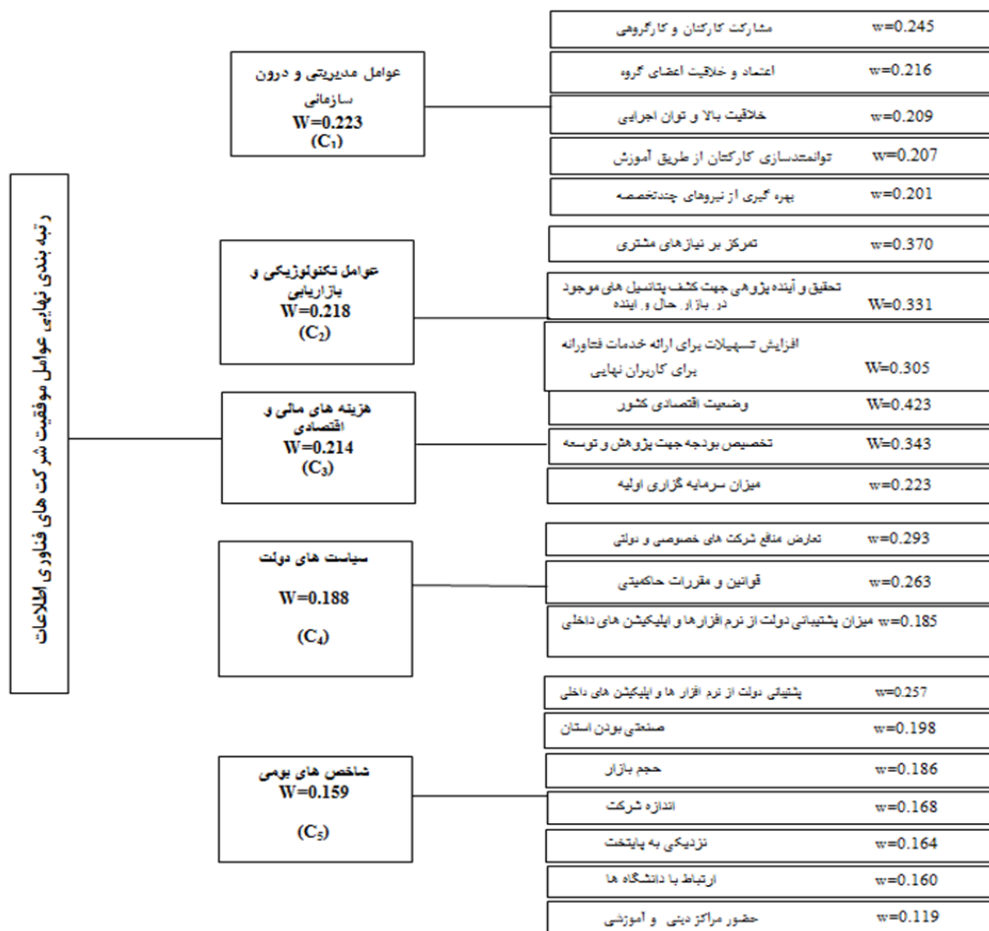 رتبه بندی نهایی عوامل موفقیت شرکت های فناوری اطلاعات
عوامل مدیریتی و درون
سازمانی
W=0.223
(C1)
مشارکت کارکنان و کارگروهی w=0.245
اعتماد و خلاقیت اعضای گروه w=0.216
خلاقیت بالا و توان اجرایی w=0.209
توانمندسازی کارکنان از طریق آموزش w=0.207
بهره گیری از نیروهای چندتخصصه w=0.201
عوامل تکنولوژیکی و
بازاریابی
W=0.218
(C2)
تمرکز بر نیازهای مشتری w=0.370
تحقیق و آینده پژوهی جهت کشف پتانسیل های موجود
در بازار حال و آینده W=0.331
افزایش تسهیلات برای ارائه خدمات فناورانه
برای کاربران نهایی W=0.305
هزینه های مالی و
اقتصادی
W=0.214
(C3)
وضعیت اقتصادی کشور W=0.423
تخصیص بودجه جهت پژوهش و توسعه W=0.343
میزان سرمایه گزاری اولیه w=0.223
سیاست های دولت
W=0.188
(C4)
تعارض منافع شرکت های خصوصی و دولتی w=0.293
قوانین و مقررات حاکمیتی w=0.263
میزان پشتیبانی دولت از نرم افزارها و اپلیکیشن های داخلی w=0.185
شاخص های بومی
W=0.159
(C5)
پشتیبانی دولت از نرم افزار ها و اپلیکیشن های داخلی w=0.257
صنعتی بودن استان w=0.198
حجم بازار w=0.186
اندازه شرکت w=0.168
نزدیکی به پایتخت w=0.164
ارتباط با دانشگاه ها w=0.160
حضور مراکز دینی و آموزشی w=0.119